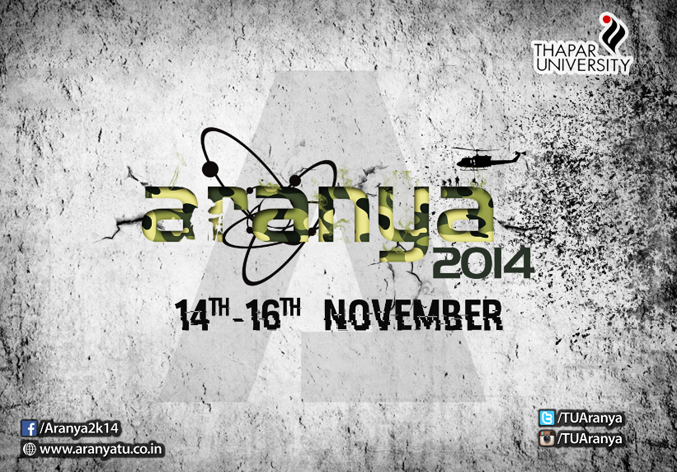 THAPAR
UNIVERSITY
aranya
2014
14TH-16TH NOVEMBER
/Aranya2k14
www.aranyatu.co.in
/TUAranya
/TUAranya